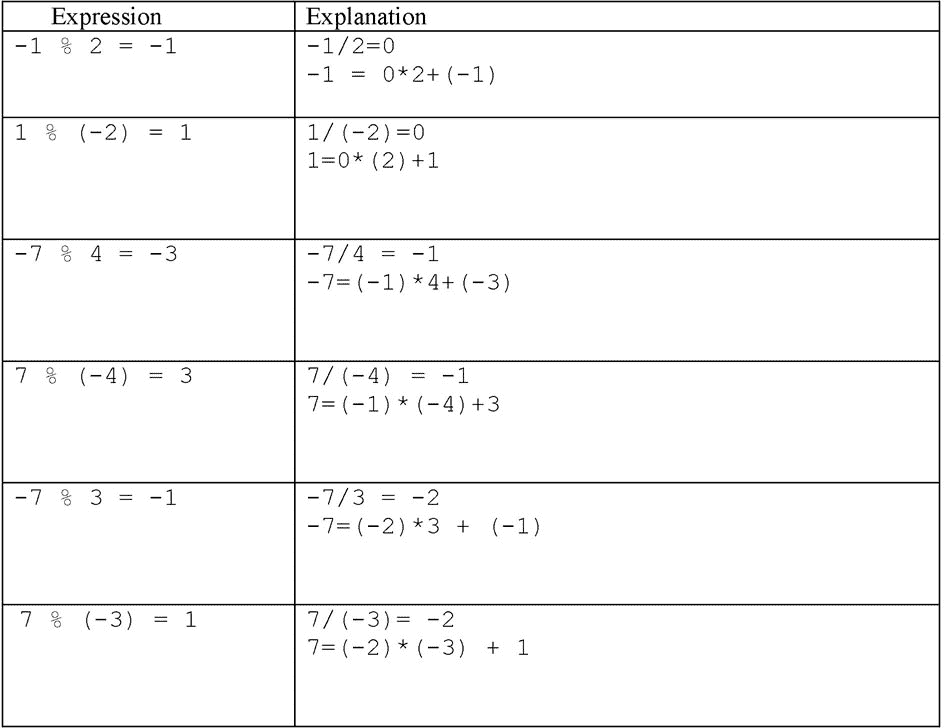 Expression Explanation
-1 % 2 = -1 -1/2=0
-1 = 0*2+(-1)
1 % (-2) = 1 1/(-2)=0
1=0*(2)+1
-7 % 4 = -3 -7/4 = -1
-7=(-1)*4+(-3)
7 % (-4) = 3 7/(-4) = -1
7=(-1)*(-4)+3
-7 % 3 = -1 -7/3 = -2
-7=(-2)*3 + (-1)
7 % (-3) = 1 7/(-3)= -2
7=(-2)*(-3) + 1